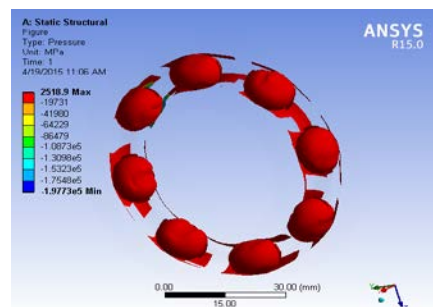 A: Static Structural
Figure
Type: Pressure
Unit: MPa
Time: 1
4/19/2015 11:06 AM
2518.9 Max
-19731
-41980
-64229
-86479
-1.0873e5
-1.3098e5
-1.5323e5
-1.7548e5
-1.9773e5 Min
ANSYS
R15.0
0.00
30.00 (mm)
15.00